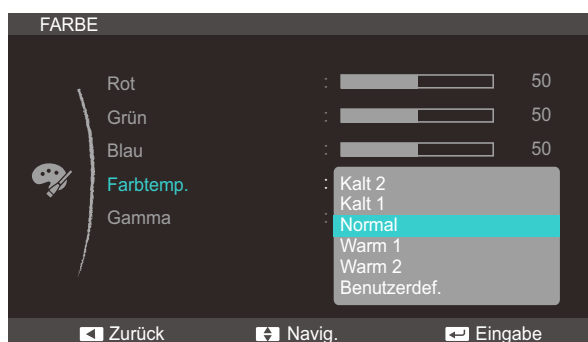 FARBE
Rot : 50
Grün : 50
Blau : 50
Farbtemp. : Kalt 2
Kalt 1
Gamma : Normal
Warm 1
Warm 2
Benutzerdef.
Zurück Navig. Eingabe